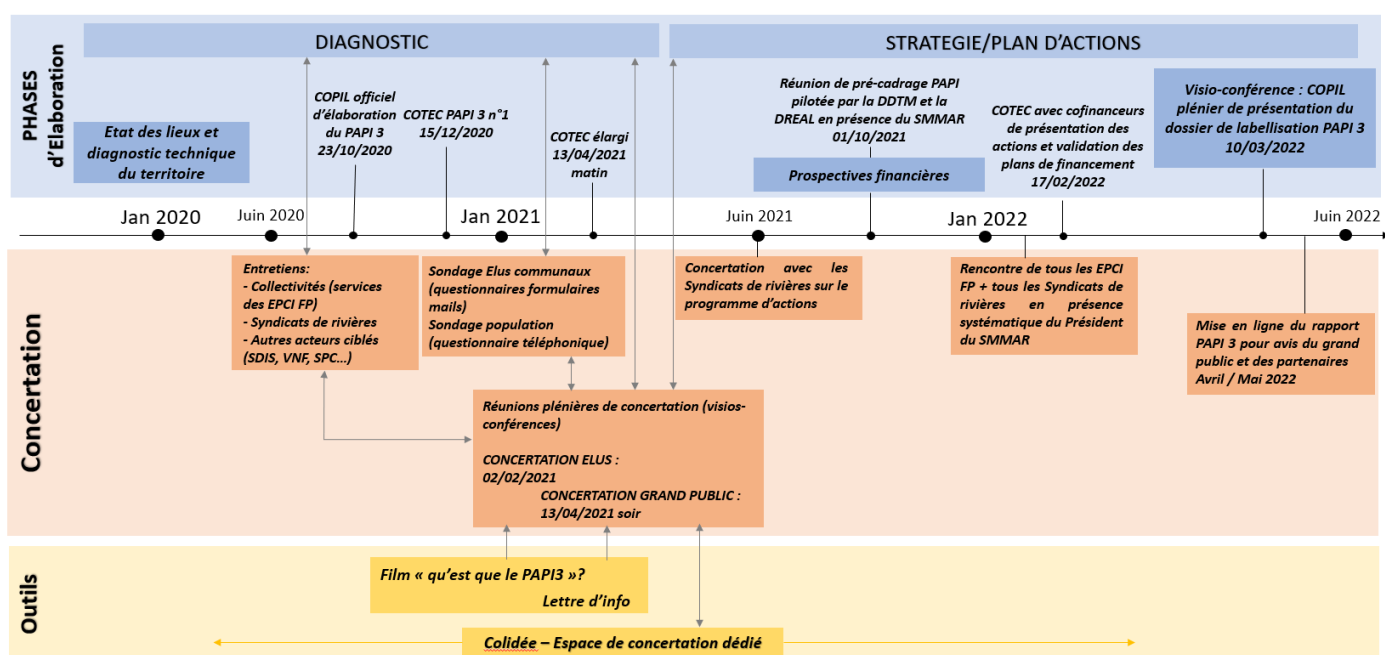 PHASES
d'Elaboration
DIAGNOSTIC
STRATEGIE/PLAN D'ACTIONS
Etat des lieux et
diagnostic technique
du territoire
COPIL officiel
d'élaboration
du PAPI 3
23/10/2020
COTEC PAPI 3 n°1
15/12/2020
COTEC élargi
13/04/2021
matin
Réunion de pré-cadrage PAPI
pilotée par la DDTM et la
DREAL en présence du SMMAR
01/10/2021
Prospectives financières
COTEC avec cofinanceurs
de présentation des
actions et validation des
plans de financement
17/02/2022
Visio-conférence : COPIL
plénier de présentation du
dossier de labellisation PAPI 3
10/03/2022
Jan 2020
Juin 2020
Jan 2021
Juin 2021
Jan 2022
Juin 2022
Concertation
Entretiens:
- Collectivités (services
des EPCI FP)
- Syndicats de rivières
- Autres acteurs ciblés
(SDIS, VNF, SPC...)
Sondage Elus communaux
(questionnaires formulaires
mails)
Sondage population
(questionnaire téléphonique)
Concertation avec les
Syndicats de rivières sur le
programme d'actions
Rencontre de tous les EPCI
FP + tous les Syndicats de
rivières en présence
systématique du Président
du SMMAR
Mise en ligne du rapport
PAPI 3 pour avis du grand
public et des partenaires
Avril / Mai 2022
Réunions plénières de concertation (visios-
conférences)
CONCERTATION ELUS :
02/02/2021
CONCERTATION GRAND PUBLIC :
13/04/2021 soir
Outils
Film « qu'est que le PAPI3 »?
Lettre d'info
Colidée – Espace de concertation dédié